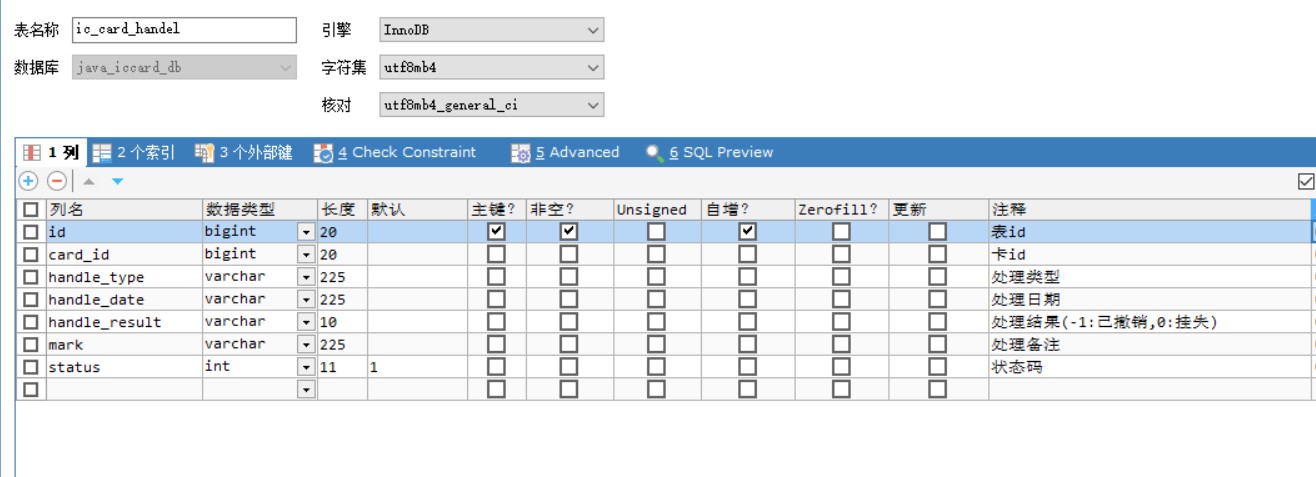 表名称 ic_card_handel 引擎 InnoDB
数据库 java_iccard_db 字符集 utf8mb4
核对 utf8mb4_general_ci
1 列 2 个索引 3 个外部键 4 Check Constraint 5 Advanced 6 SQL Preview
列名 数据类型 长度 默认 主键? 非空? Unsigned 自增? Zerofill? 更新 注释
id bigint 20 表id
card_id bigint 20 卡id
handle_type varchar 225 处理类型
handle_date varchar 225 处理日期
handle_result varchar 10 处理结果(-1:已撤销,0:挂失)
mark varchar 225 处理备注
status int 11 1 状态码